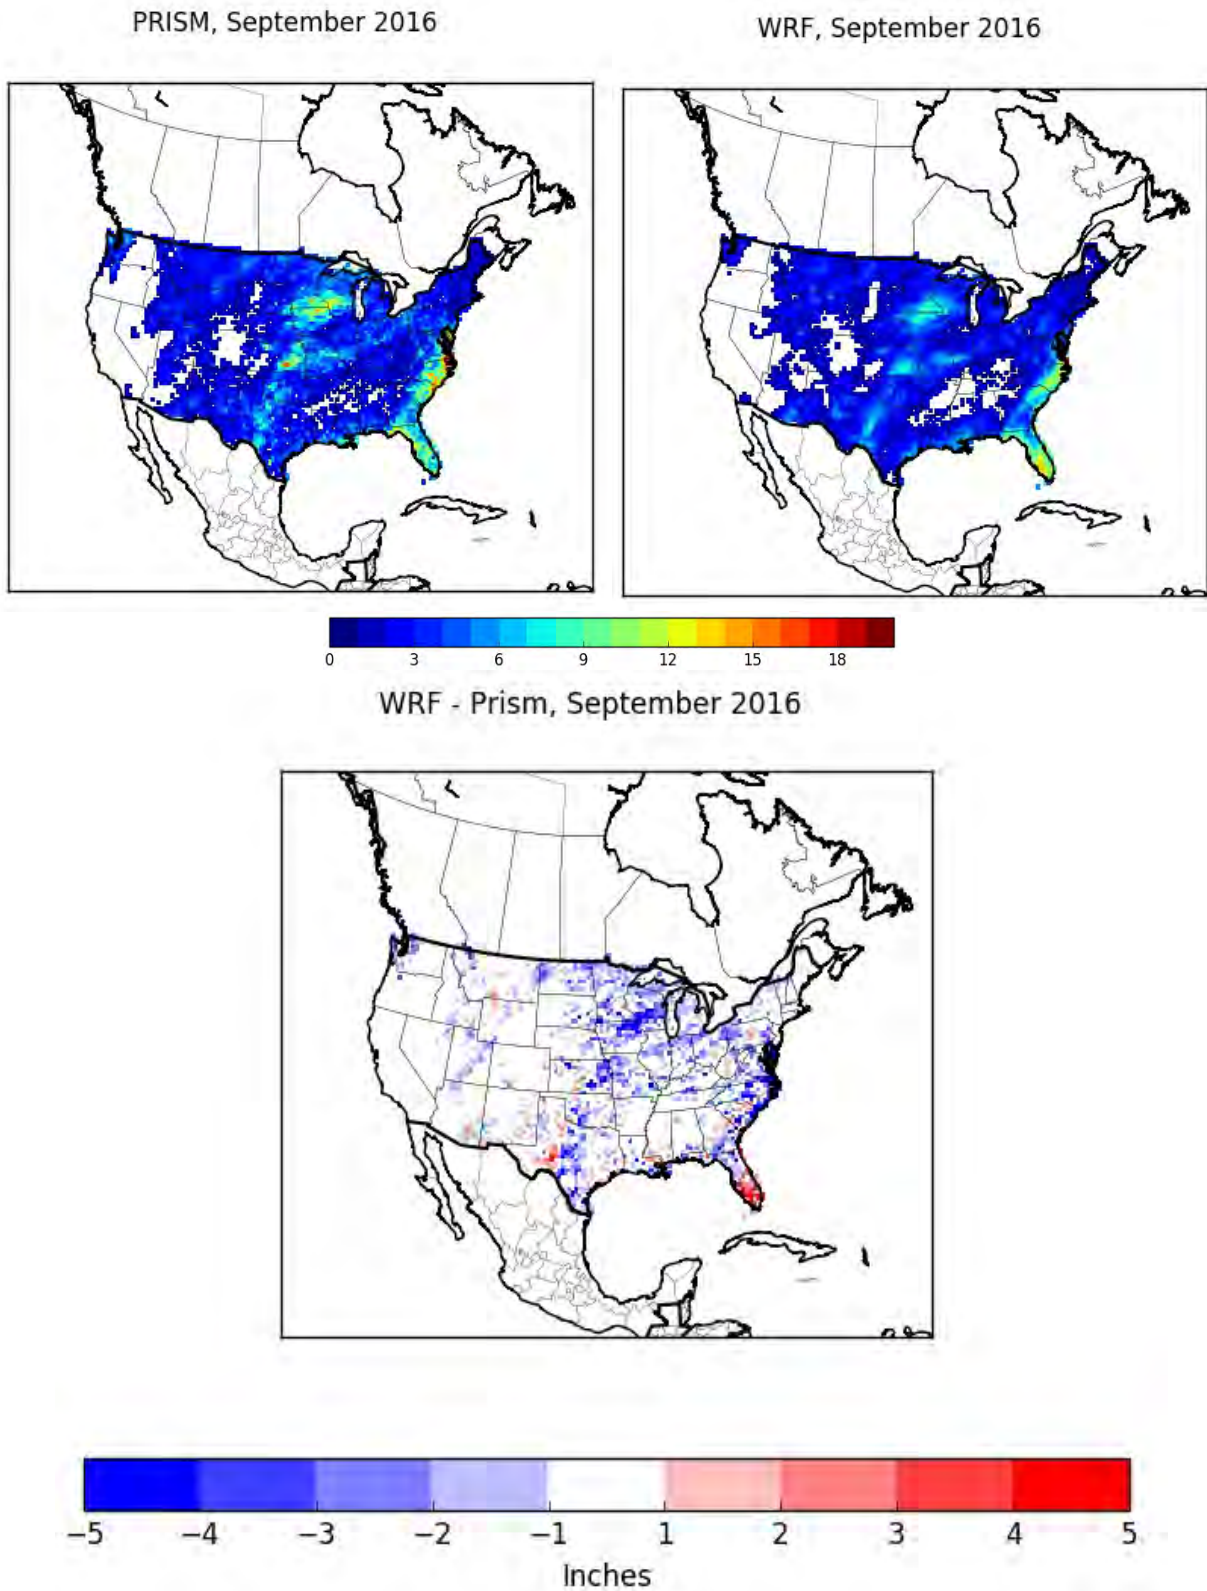 PRISM, September 2016
WRF, September 2016
0 3 6 9 12 15 18
WRF - Prism, September 2016
−5 −4 −3 −2 −1 1 2 3 4 5
Inches